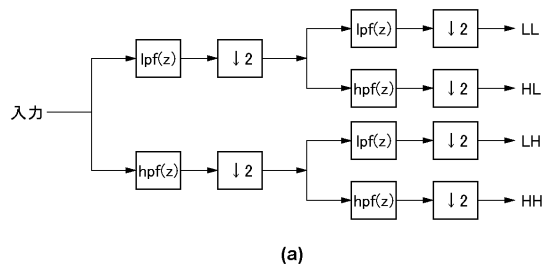 lpf(z) ↓2 LL
lpf(z) ↓2
hpf(z) ↓2 HL
入力
lpf(z) ↓2 LH
hpf(z) ↓2
hpf(z) ↓2 HH
(a)